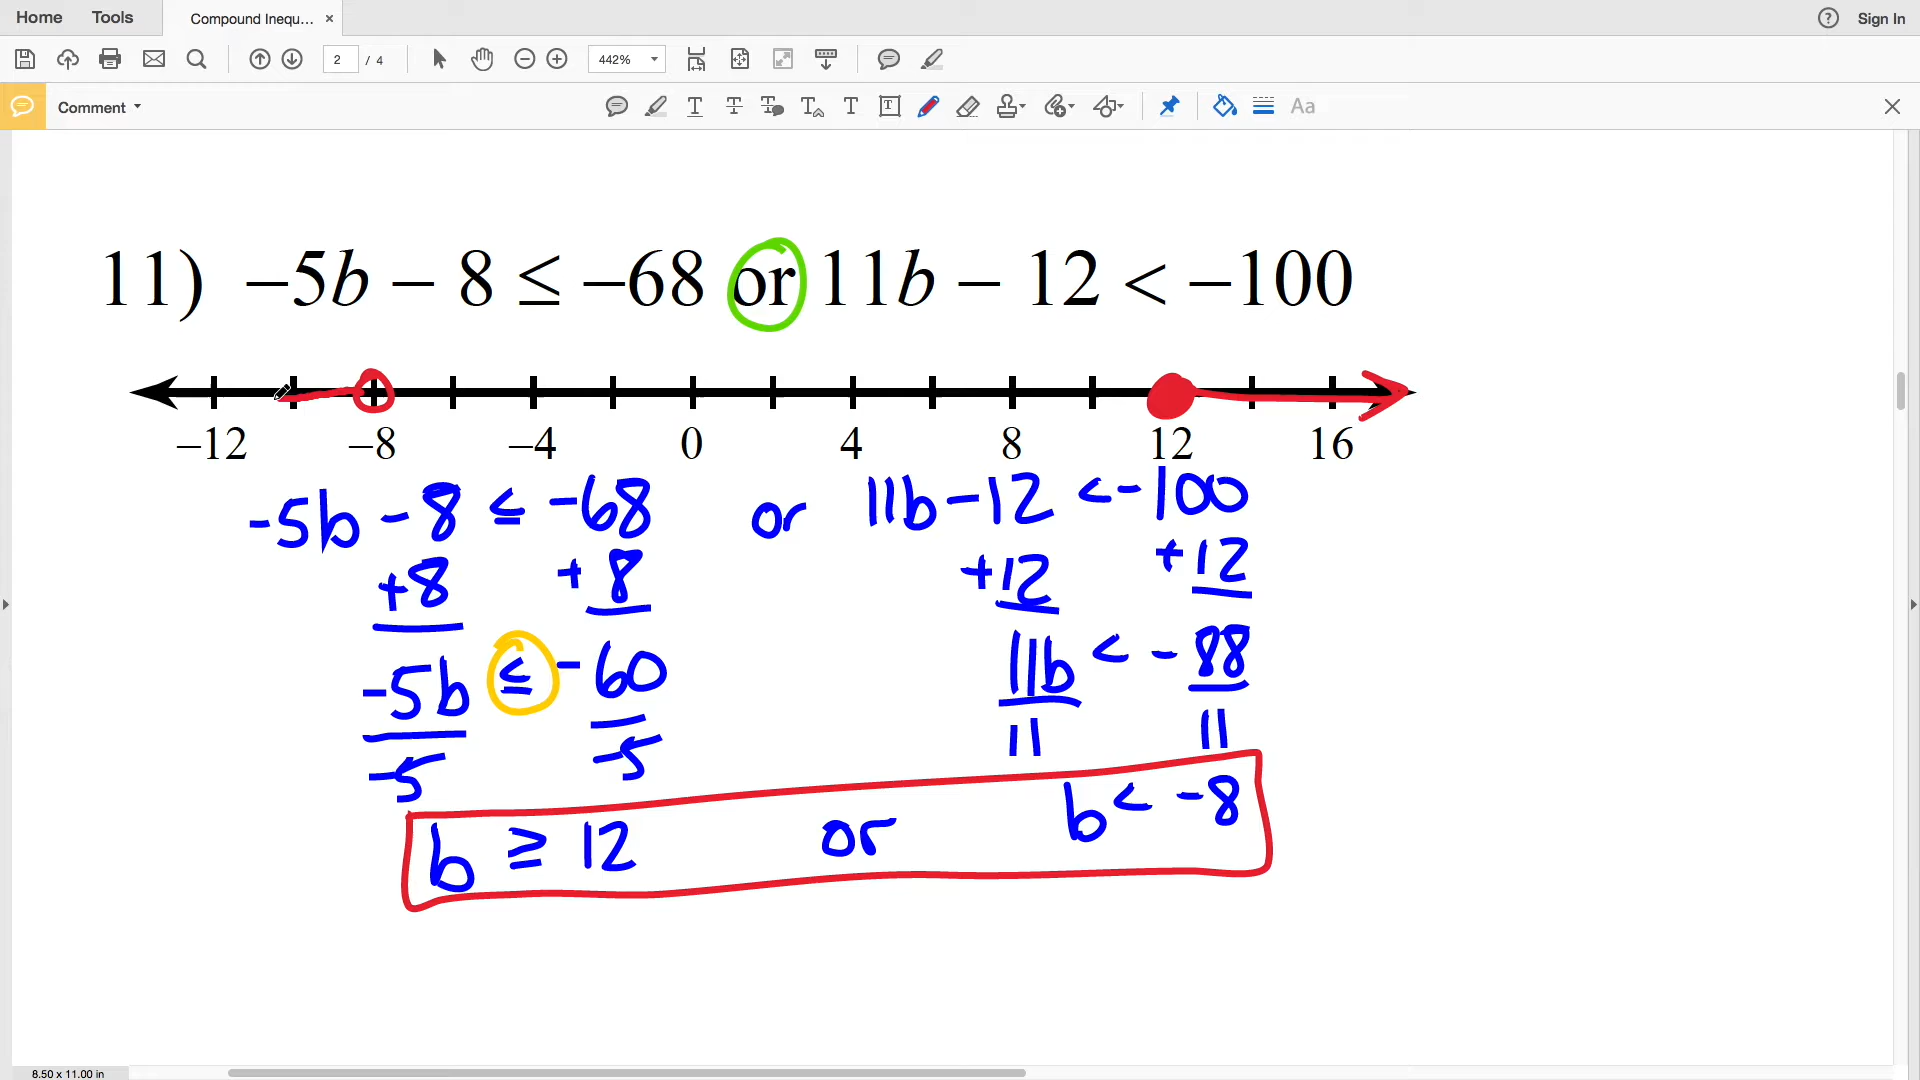 Home Tools Compound Inequ... × ? Sign In
2 / 4 442%
Comment T T T T T T Aa
11) −5b − 8 ≤ −68 or 11b − 12 < −100
−12 −8 −4 0 4 8 12 16
-5b - 8 ≤ -68 or 11b - 12 < -100
+8 +8 +12 +12
-5b ≤ -60 11b < -88
-5 -5 11 11
b ≥ 12 or b < -8
8.50 x 11.00 in